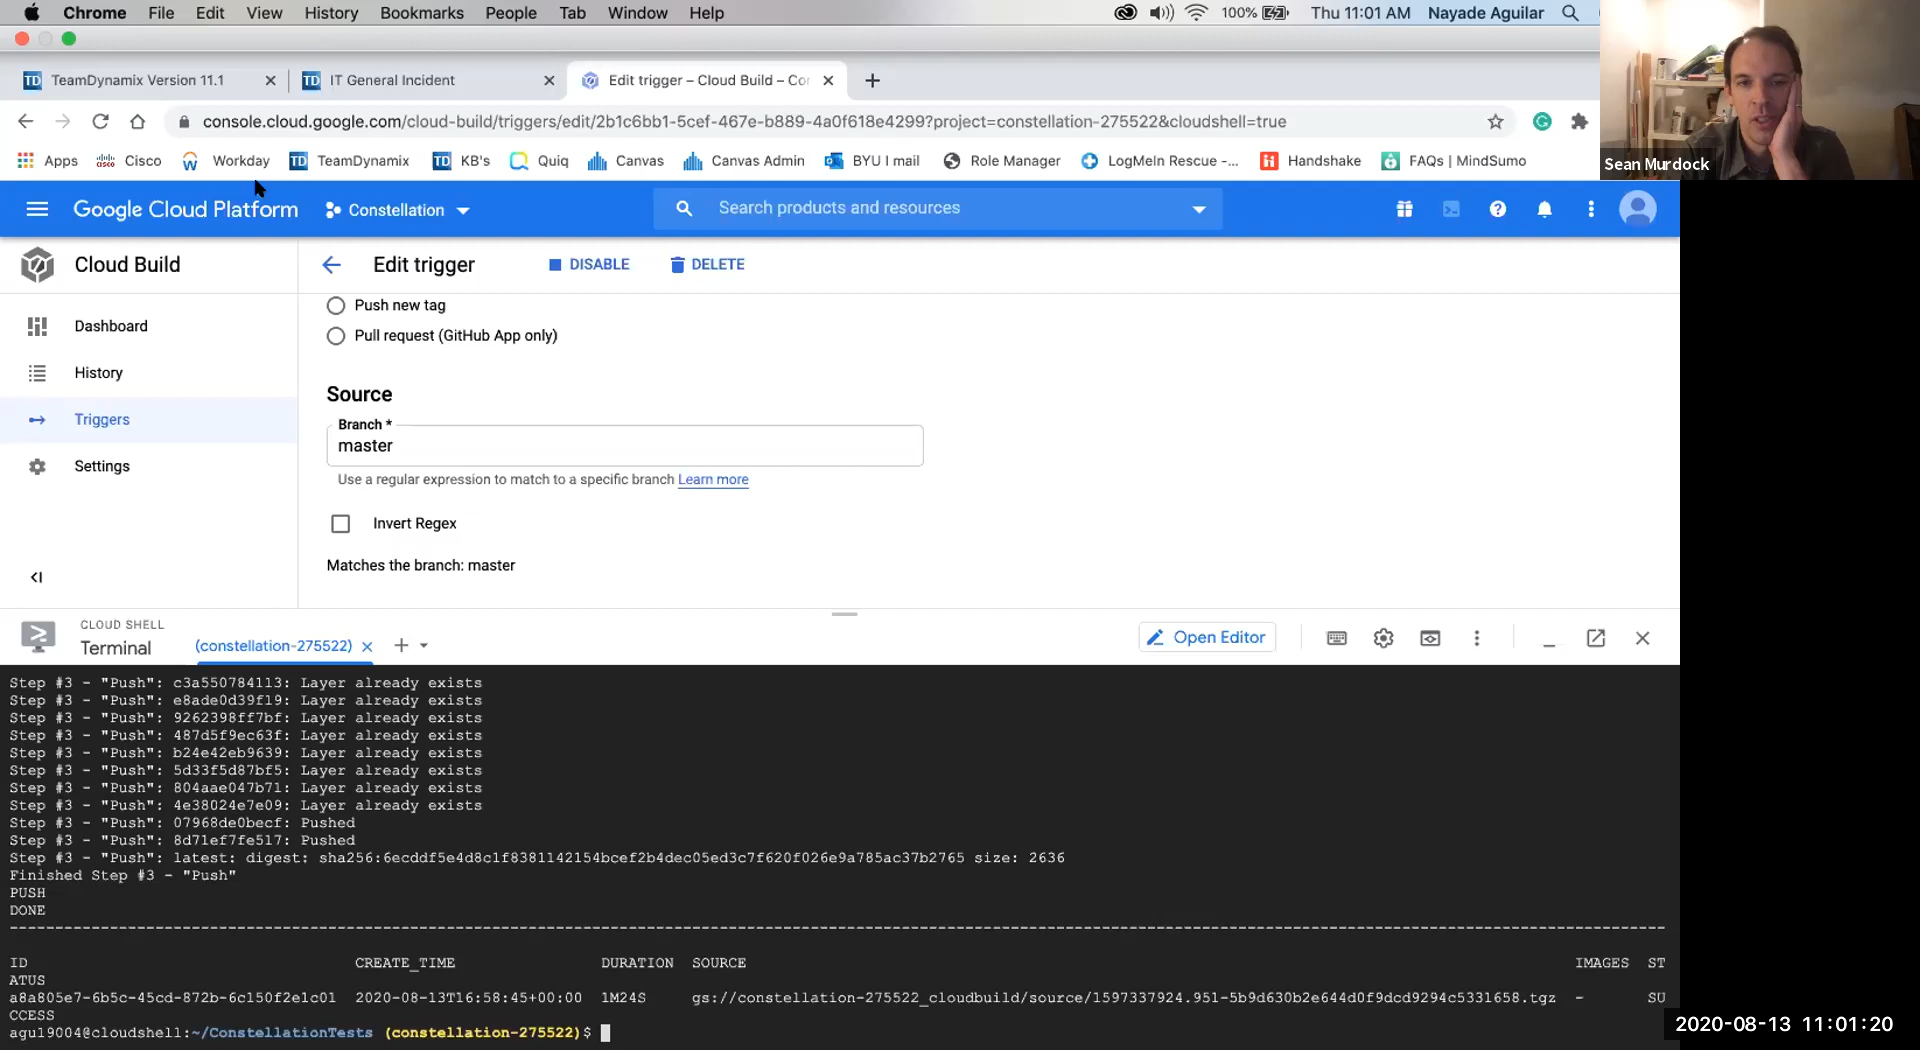 Chrome File Edit View History Bookmarks People Tab Window Help 100% Thu 11:01 AM Nayade Aguilar
TeamDynamix Version 11.1 IT General Incident Edit trigger – Cloud Build – Cor
console.cloud.google.com/cloud-build/triggers/edit/2b1c6bb1-5cef-467e-b889-4a0f618e4299?project=constellation-275522&cloudshell=true
Apps Cisco Workday TeamDynamix KB's Quiq Canvas Canvas Admin BYU I mail Role Manager LogMeIn Rescue -... Handshake FAQs | MindSumo
Sean Murdock
Google Cloud Platform Constellation Search products and resources
Cloud Build Edit trigger DISABLE DELETE
Dashboard
History
Triggers
Settings
Push new tag
Pull request (GitHub App only)
Source
Branch *
master
Use a regular expression to match to a specific branch Learn more
Invert Regex
Matches the branch: master
CLOUD SHELL
Terminal (constellation-275522) Open Editor
Step #3 - "Push": c3a550784113: Layer already exists
Step #3 - "Push": e8ade0d39f19: Layer already exists
Step #3 - "Push": 9262398ff7bf: Layer already exists
Step #3 - "Push": 487d5f9ec63f: Layer already exists
Step #3 - "Push": b24e42eb9639: Layer already exists
Step #3 - "Push": 5d33f5d87bf5: Layer already exists
Step #3 - "Push": 804aae047b71: Layer already exists
Step #3 - "Push": 4e38024e7e09: Layer already exists
Step #3 - "Push": 07968de0becf: Pushed
Step #3 - "Push": 8d71ef7fe517: Pushed
Step #3 - "Push": latest: digest: sha256:6ecddf5e4d8c1f8381142154bcef2b4dec05ed3c7f620f026e9a785ac37b2765 size: 2636
Finished Step #3 - "Push"
PUSH
DONE
ID CREATE_TIME DURATION SOURCE IMAGES ST
ATUS
a8a805e7-6b5c-45cd-872b-6c150f2e1c01 2020-08-13T16:58:45+00:00 1M24S gs://constellation-275522_cloudbuild/source/1597337924.951-5b9d630b2e644d0f9dcd9294c5331658.tgz - SU
CCESS
agu19004@cloudshell:~/ConstellationTests (constellation-275522)$
2020-08-13 11:01:20